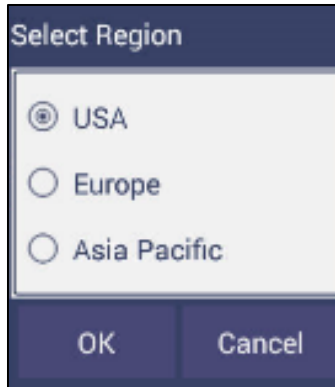 Select Region
USA
Europe
Asia Pacific
OK Cancel